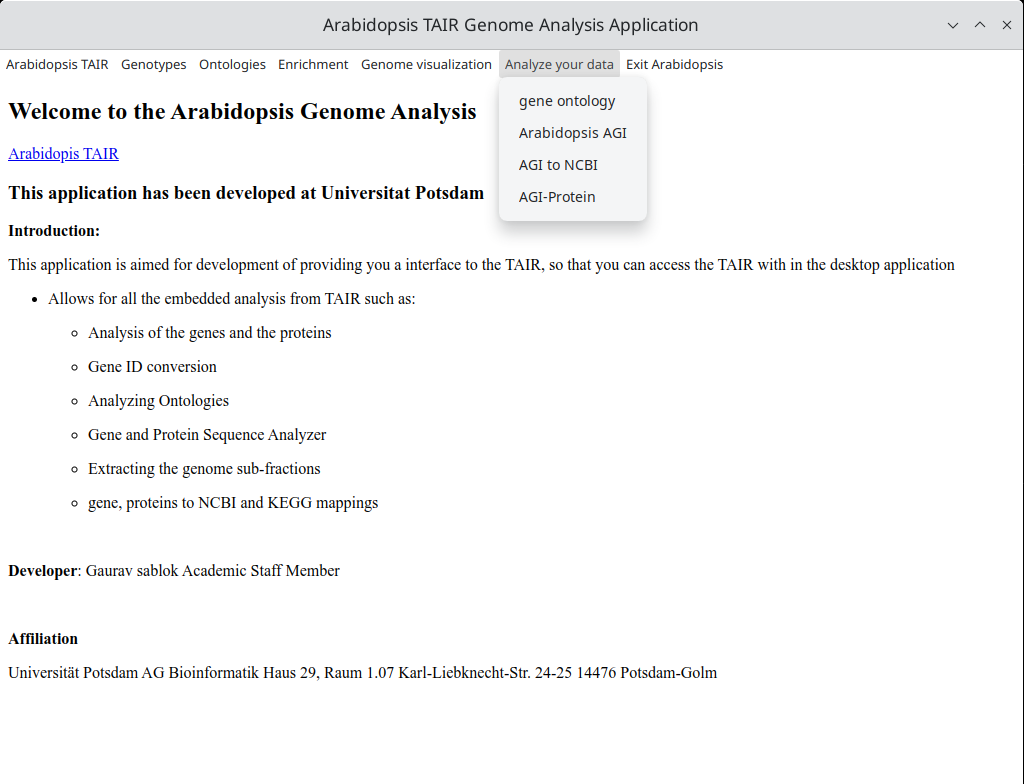 Arabidopsis TAIR Genome Analysis Application
Arabidopsis TAIR Genotypes Ontologies Enrichment Genome visualization Analyze your data Exit Arabidopsis
gene ontology
Arabidopsis AGI
AGI to NCBI
AGI-Protein
Welcome to the Arabidopsis Genome Analysis
Arabidopis TAIR
This application has been developed at Universitat Potsdam
Introduction:
This application is aimed for development of providing you a interface to the TAIR, so that you can access the TAIR with in the desktop application
Allows for all the embedded analysis from TAIR such as:
Analysis of the genes and the proteins
Gene ID conversion
Analyzing Ontologies
Gene and Protein Sequence Analyzer
Extracting the genome sub-fractions
gene, proteins to NCBI and KEGG mappings
Developer: Gaurav sablok Academic Staff Member
Affiliation
Universität Potsdam AG Bioinformatik Haus 29, Raum 1.07 Karl-Liebknecht-Str. 24-25 14476 Potsdam-Golm